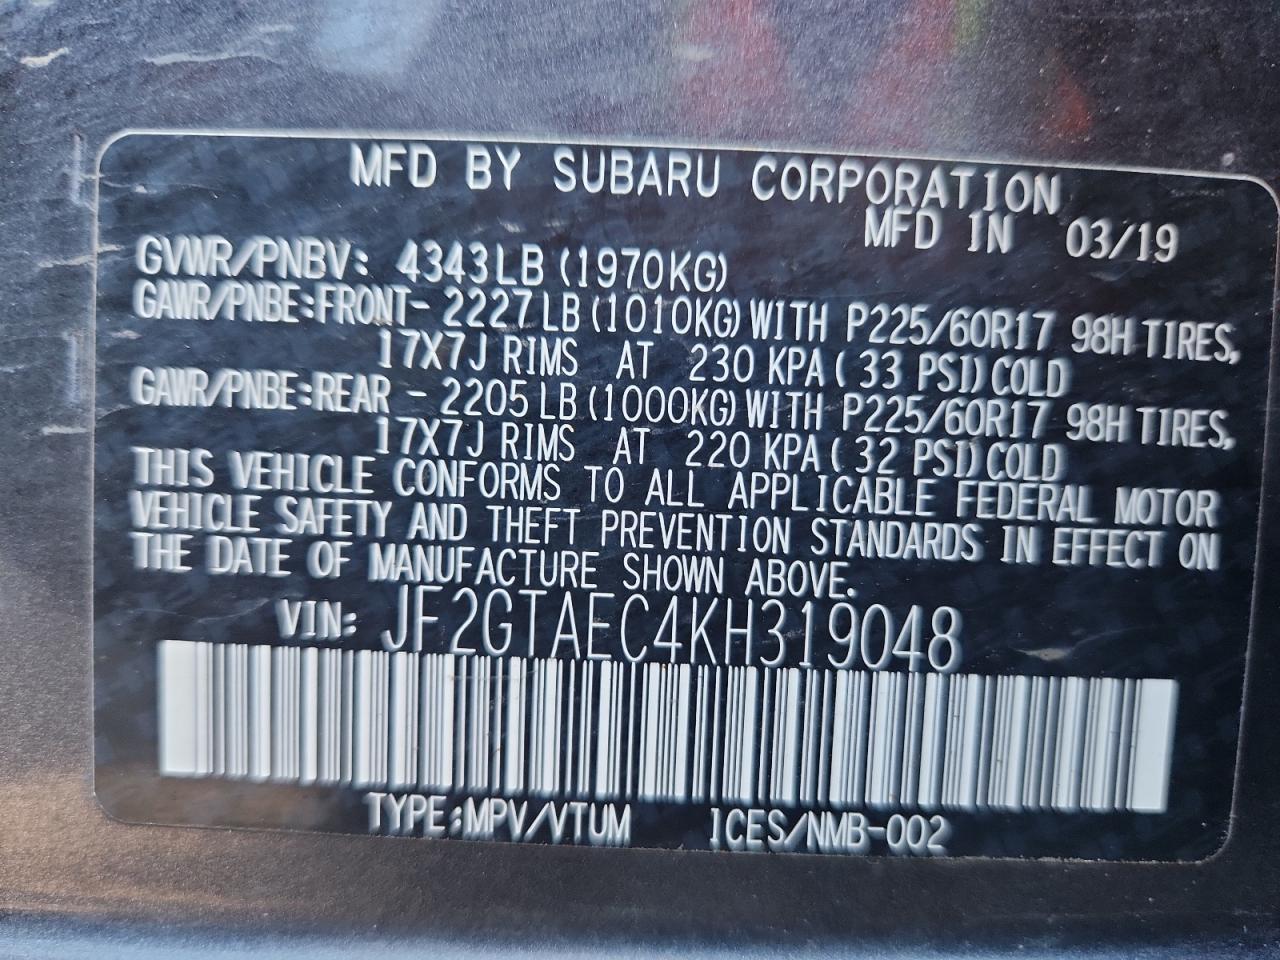 MFD BY SUBARU CORPORATION
MFD IN 03/19
GVWR/PNBV: 4343LB (1970KG)
GAWR/PNBE:FRONT- 2227 LB (1010KG) WITH P225/60R17 98H TIRES,
17X7J RIMS AT 230 KPA ( 33 PSI) COLD
GAWR/PNBE:REAR - 2205 LB (1000KG) WITH P225/60R17 98H TIRES,
17X7J RIMS AT 220 KPA ( 32 PSI) COLD
THIS VEHICLE CONFORMS TO ALL APPLICABLE FEDERAL MOTOR
VEHICLE SAFETY AND THEFT PREVENTION STANDARDS IN EFFECT ON
THE DATE OF MANUFACTURE SHOWN ABOVE.
VIN: JF2GTAEC4KH319048
TYPE:MPV/VTUM ICES/NMB-002